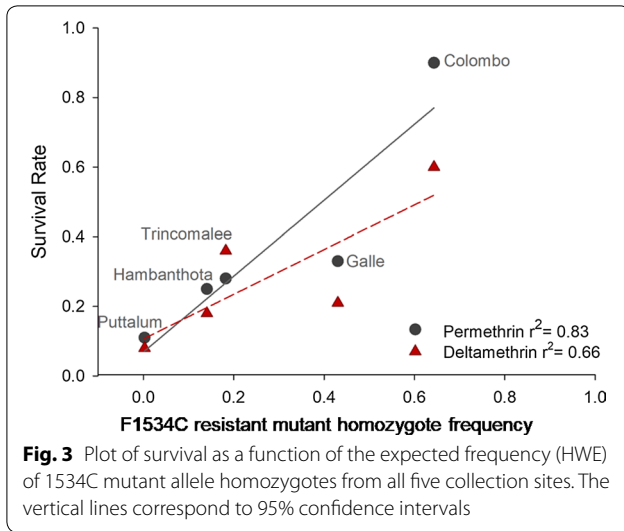 1.0
0.8
0.6
0.4
0.2
0.0
Survival Rate
Colombo
Trincomalee
Hambanthota
Galle
Puttalum
Permethrin r²= 0.83
Deltamethrin r²= 0.66
0.0 0.2 0.4 0.6 0.8 1.0
F1534C resistant mutant homozygote frequency
Fig. 3 Plot of survival as a function of the expected frequency (HWE)
of 1534C mutant allele homozygotes from all five collection sites. The
vertical lines correspond to 95% confidence intervals